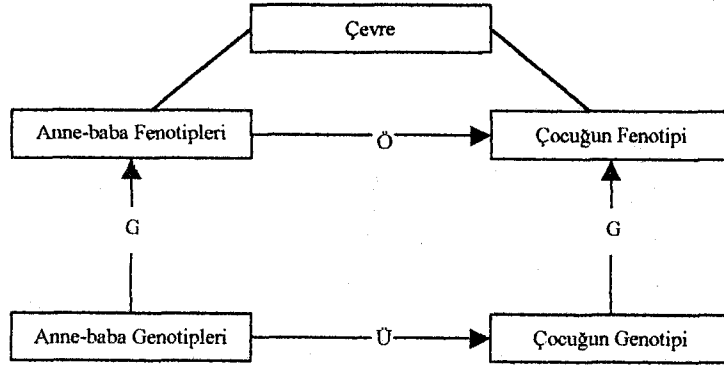 Çevre
Anne-baba Fenotipleri
Ö
Çocuğun Fenotipi
G
G
Anne-baba Genotipleri
Ü
Çocuğun Genotipi